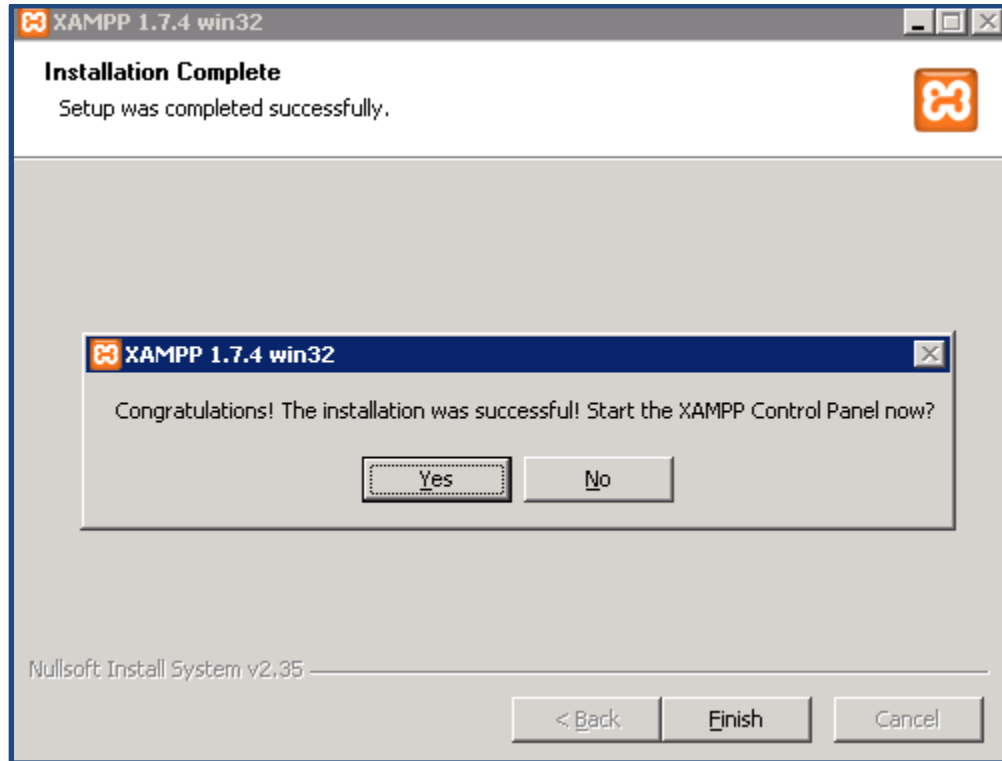 XAMPP 1.7.4 win32
Installation Complete
Setup was completed successfully.
XAMPP 1.7.4 win32
Congratulations! The installation was successful! Start the XAMPP Control Panel now?
Yes No
Nullsoft Install System v2.35
< Back Finish Cancel